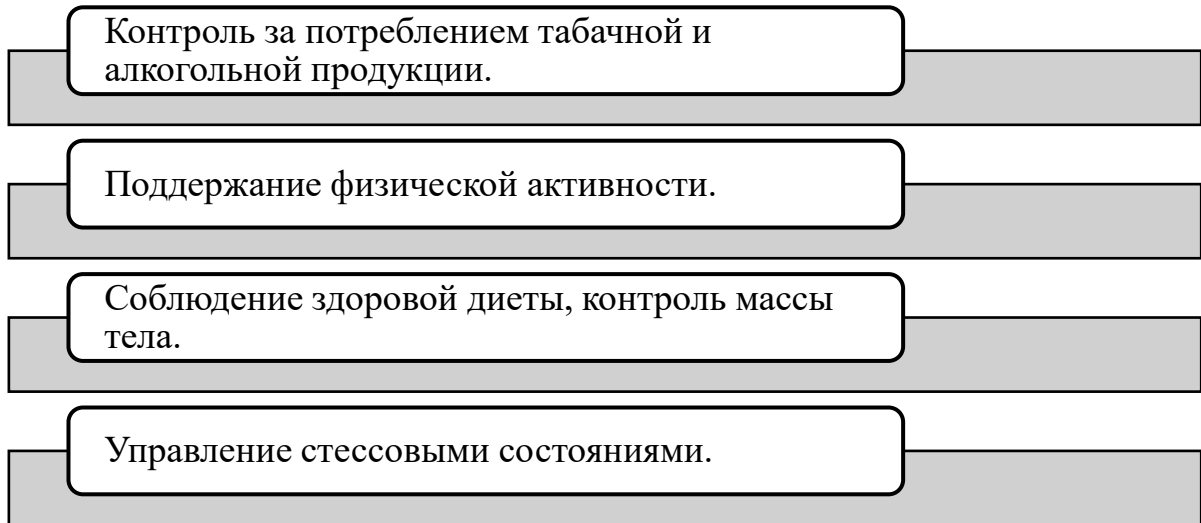 Контроль за потреблением табачной и
алкогольной продукции.
Поддержание физической активности.
Соблюдение здоровой диеты, контроль массы
тела.
Управление стессовыми состояниями.